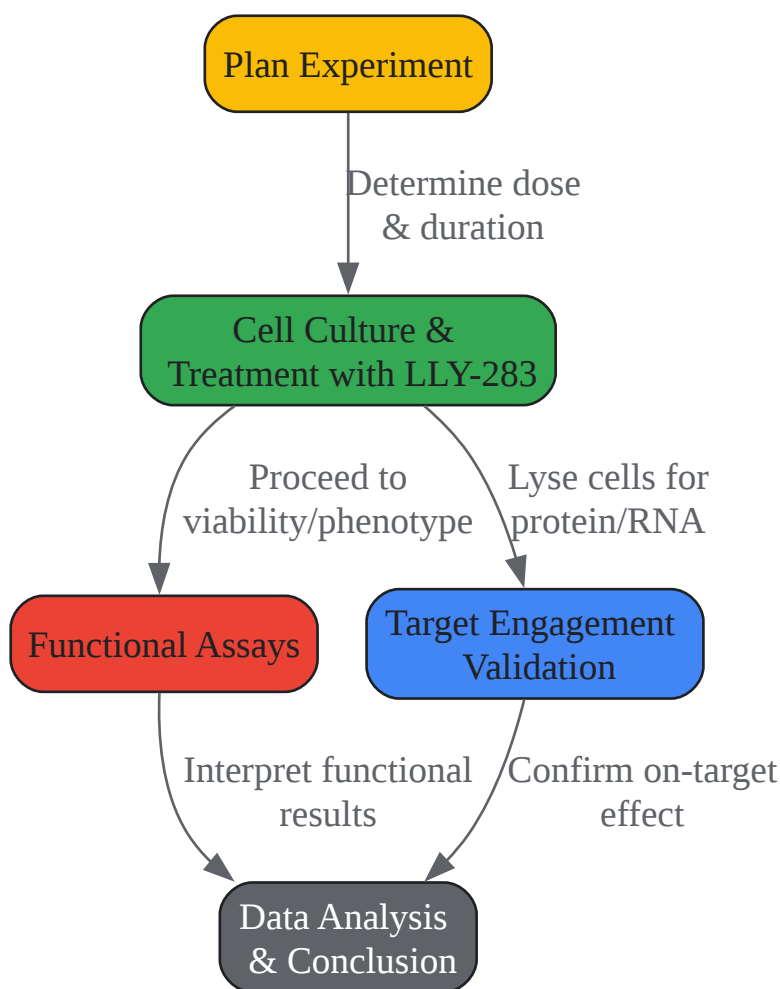 Plan Experiment
Determine dose
& duration
Cell Culture &
Treatment with LLY-283
Proceed to
viability/phenotype
Lyse cells for
protein/RNA
Functional Assays
Target Engagement
Validation
Interpret functional
results
Confirm on-target
effect
Data Analysis
& Conclusion